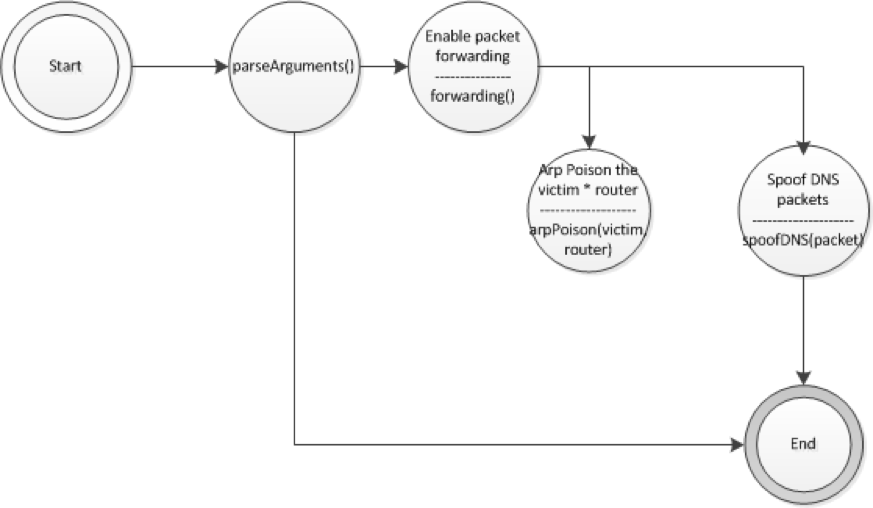 Start
parseArguments()
Enable packet
forwarding
-----------------
forwarding()
Arp Poison the
victim * router
---------------------
arpPoison(victim,
router)
Spoof DNS
packets
----------------------
spoofDNS(packet)
End